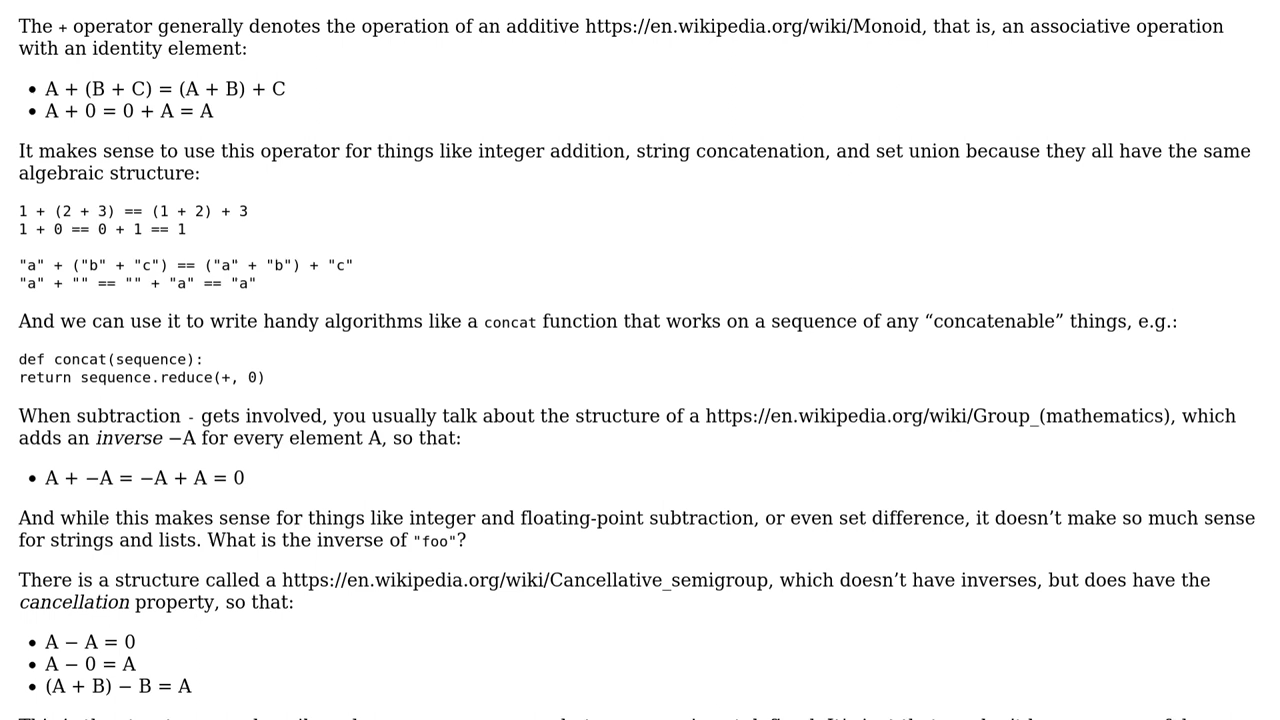 The + operator generally denotes the operation of an additive https://en.wikipedia.org/wiki/Monoid, that is, an associative operation
with an identity element:
• A + (B + C) = (A + B) + C
• A + 0 = 0 + A = A
It makes sense to use this operator for things like integer addition, string concatenation, and set union because they all have the same
algebraic structure:
1 + (2 + 3) == (1 + 2) + 3
1 + 0 == 0 + 1 == 1
"a" + ("b" + "c") == ("a" + "b") + "c"
"a" + "" == "" + "a" == "a"
And we can use it to write handy algorithms like a concat function that works on a sequence of any “concatenable” things, e.g.:
def concat(sequence):
return sequence.reduce(+, 0)
When subtraction - gets involved, you usually talk about the structure of a https://en.wikipedia.org/wiki/Group_(mathematics), which
adds an inverse −A for every element A, so that:
• A + −A = −A + A = 0
And while this makes sense for things like integer and floating-point subtraction, or even set difference, it doesn’t make so much sense
for strings and lists. What is the inverse of "foo"?
There is a structure called a https://en.wikipedia.org/wiki/Cancellative_semigroup, which doesn’t have inverses, but does have the
cancellation property, so that:
• A − A = 0
• A − 0 = A
• (A + B) − B = A